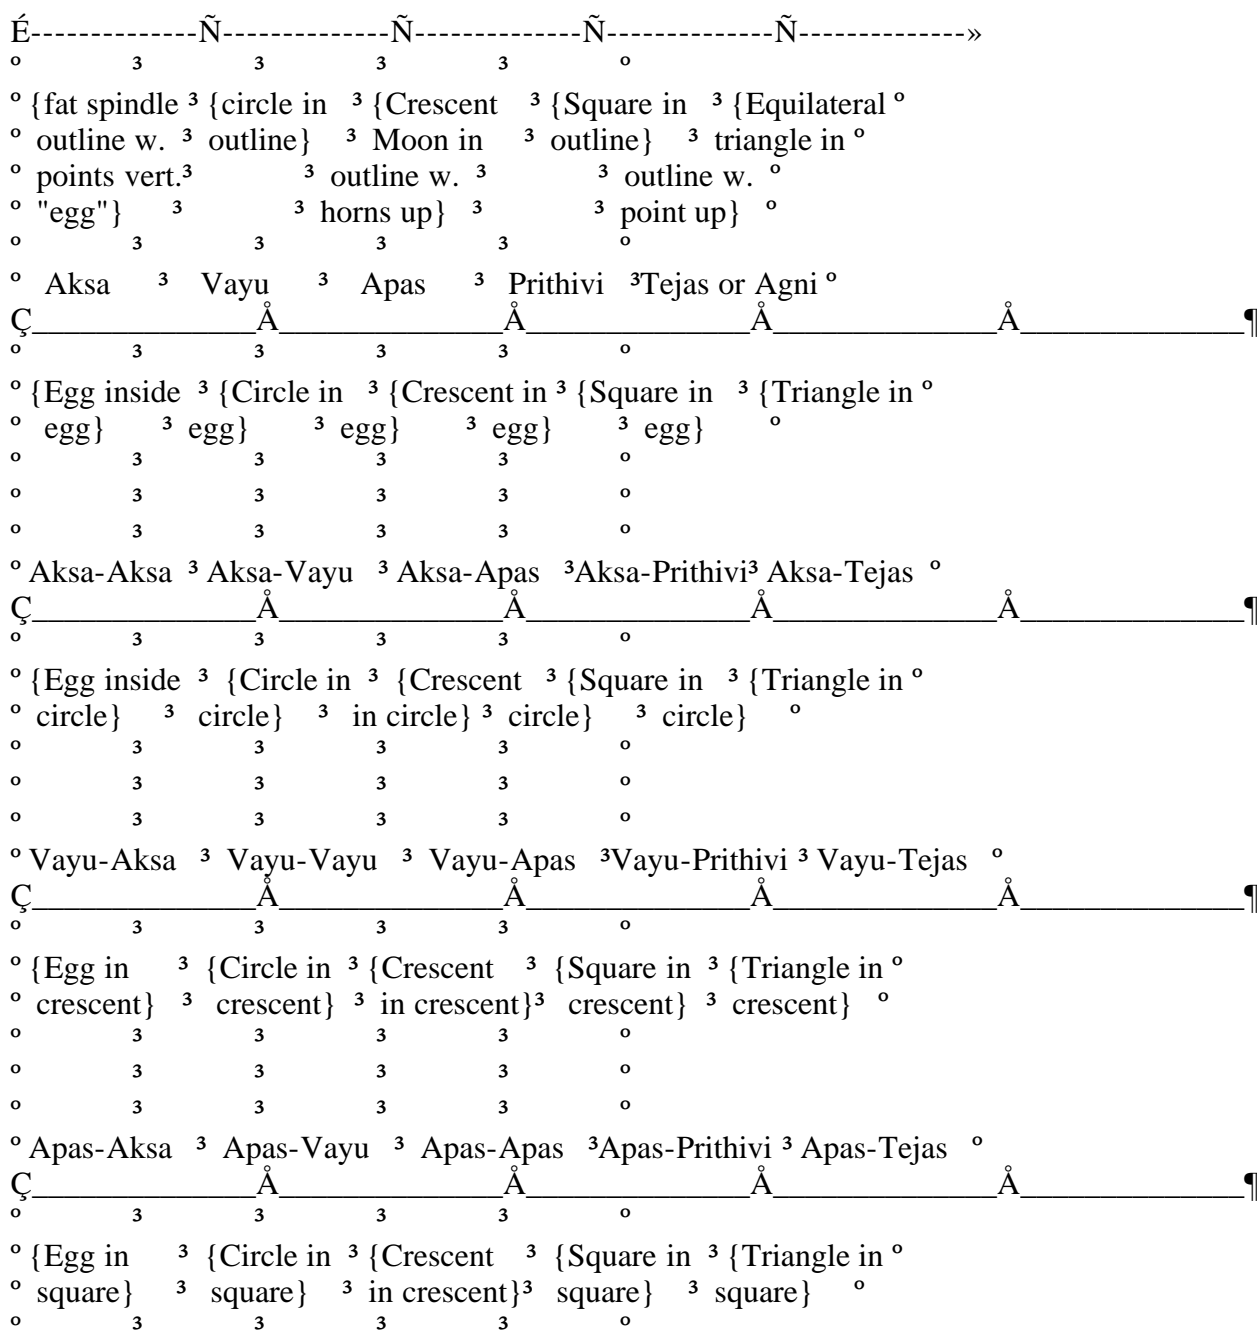 É--------------Ñ--------------Ñ--------------Ñ--------------Ñ--------------»
º ³ ³ ³ ³ º
º {fat spindle ³ {circle in ³ {Crescent ³ {Square in ³ {Equilateral º
º outline w. ³ outline} ³ Moon in ³ outline} ³ triangle in º
º points vert.³ ³ outline w. ³ ³ outline w. º
º "egg"} ³ ³ horns up} ³ ³ point up} º
º ³ ³ ³ ³ º
º Aksa ³ Vayu ³ Apas ³ Prithivi ³Tejas or Agni º
Ç______________Å______________Å______________Å______________Å______________¶
º ³ ³ ³ ³ º
º {Egg inside ³ {Circle in ³ {Crescent in ³ {Square in ³ {Triangle in º
º egg} ³ egg} ³ egg} ³ egg} ³ egg} º
º ³ ³ ³ ³ º
º ³ ³ ³ ³ º
º ³ ³ ³ ³ º
º Aksa-Aksa ³ Aksa-Vayu ³ Aksa-Apas ³Aksa-Prithivi³ Aksa-Tejas º
Ç______________Å______________Å______________Å______________Å______________¶
º ³ ³ ³ ³ º
º {Egg inside ³ {Circle in ³ {Crescent ³ {Square in ³ {Triangle in º
º circle} ³ circle} ³ in circle} ³ circle} ³ circle} º
º ³ ³ ³ ³ º
º ³ ³ ³ ³ º
º ³ ³ ³ ³ º
º Vayu-Aksa ³ Vayu-Vayu ³ Vayu-Apas ³Vayu-Prithivi ³ Vayu-Tejas º
Ç______________Å______________Å______________Å______________Å______________¶
º ³ ³ ³ ³ º
º {Egg in ³ {Circle in ³ {Crescent ³ {Square in ³ {Triangle in º
º crescent} ³ crescent} ³ in crescent}³ crescent} ³ crescent} º
º ³ ³ ³ ³ º
º ³ ³ ³ ³ º
º ³ ³ ³ ³ º
º Apas-Aksa ³ Apas-Vayu ³ Apas-Apas ³Apas-Prithivi ³ Apas-Tejas º
Ç______________Å______________Å______________Å______________Å______________¶
º ³ ³ ³ ³ º
º {Egg in ³ {Circle in ³ {Crescent ³ {Square in ³ {Triangle in º
º square} ³ square} ³ in crescent}³ square} ³ square} º
º ³ ³ ³ ³ º